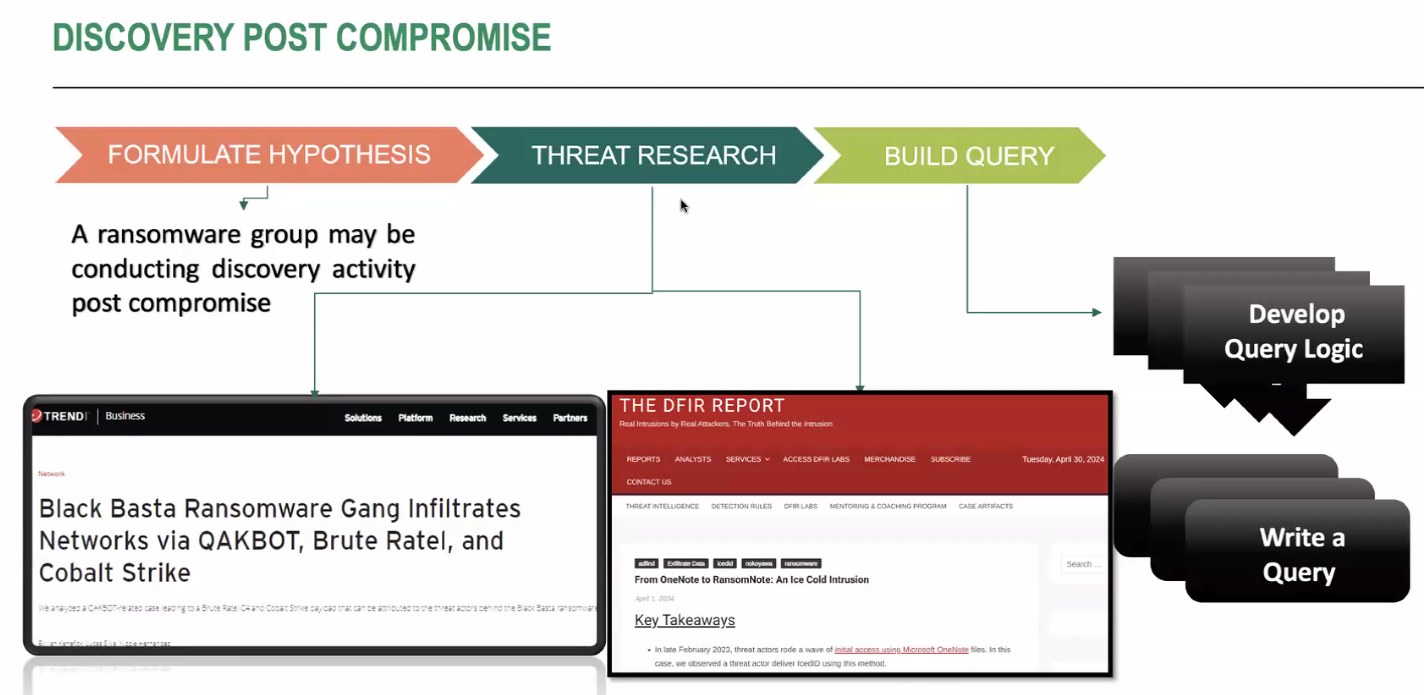 DISCOVERY POST COMPROMISE
FORMULATE HYPOTHESIS
THREAT RESEARCH
BUILD QUERY
A ransomware group may be
conducting discovery activity
post compromise
Develop
Query Logic
Write a
Query
TREND | Business
Solutions Platform Research Services Partners
Network
Black Basta Ransomware Gang Infiltrates
Networks via QAKBOT, Brute Ratel, and
Cobalt Strike
We analyzed a QAKBOT-related case leading to a Brute Ratel C4 and Cobalt Strike payload that can be attributed to the threat actors behind the Black Basta ransomware
THE DFIR REPORT
Real Intrusions by Real Attackers, The Truth Behind the Intrusion
REPORTS ANALYSTS SERVICES ACCESS DFIR LABS MERCHANDISE SUBSCRIBE
Tuesday, April 30, 2024
CONTACT US
THREAT INTELLIGENCE DETECTION RULES DFIR LABS MENTORING & COACHING PROGRAM CASE ARTIFACTS
adfind Exfiltrate Data icedid nokoyawa ransomware
Search ...
From OneNote to RansomNote: An Ice Cold Intrusion
April 1, 2024
Key Takeaways
• In late February 2023, threat actors rode a wave of initial access using Microsoft OneNote files. In this
case, we observed a threat actor deliver IcedID using this method.